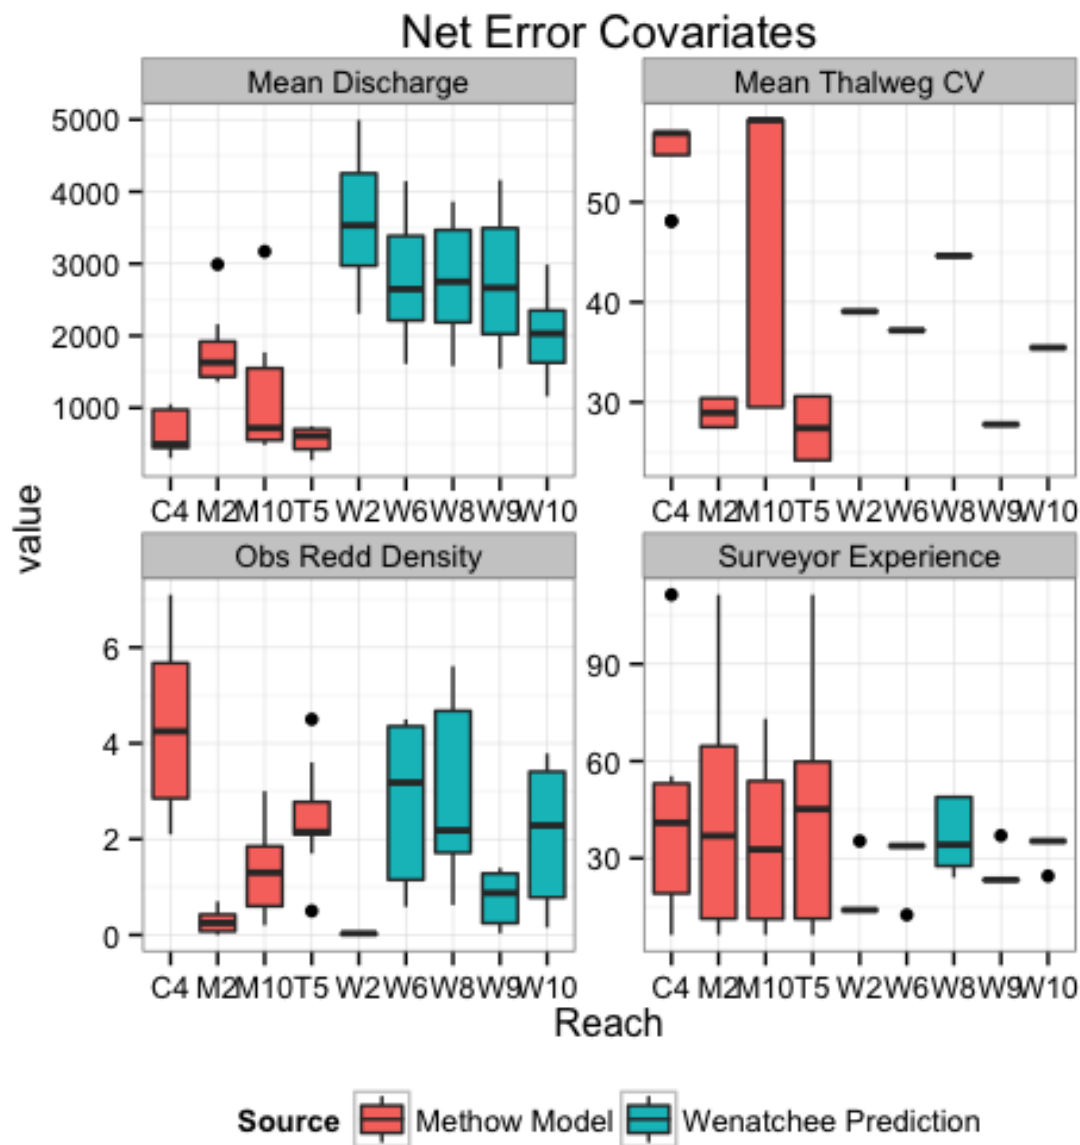 Net Error Covariates
Mean Discharge
Mean Thalweg CV
5000
4000
3000
2000
1000
50
40
30
C4 M2 M10 T5 W2 W6 W8 W9 W10
C4 M2 M10 T5 W2 W6 W8 W9 W10
value
Obs Redd Density
Surveyor Experience
6
4
2
0
90
60
30
C4 M2 M10 T5 W2 W6 W8 W9 W10
C4 M2 M10 T5 W2 W6 W8 W9 W10
Reach
Source Methow Model Wenatchee Prediction